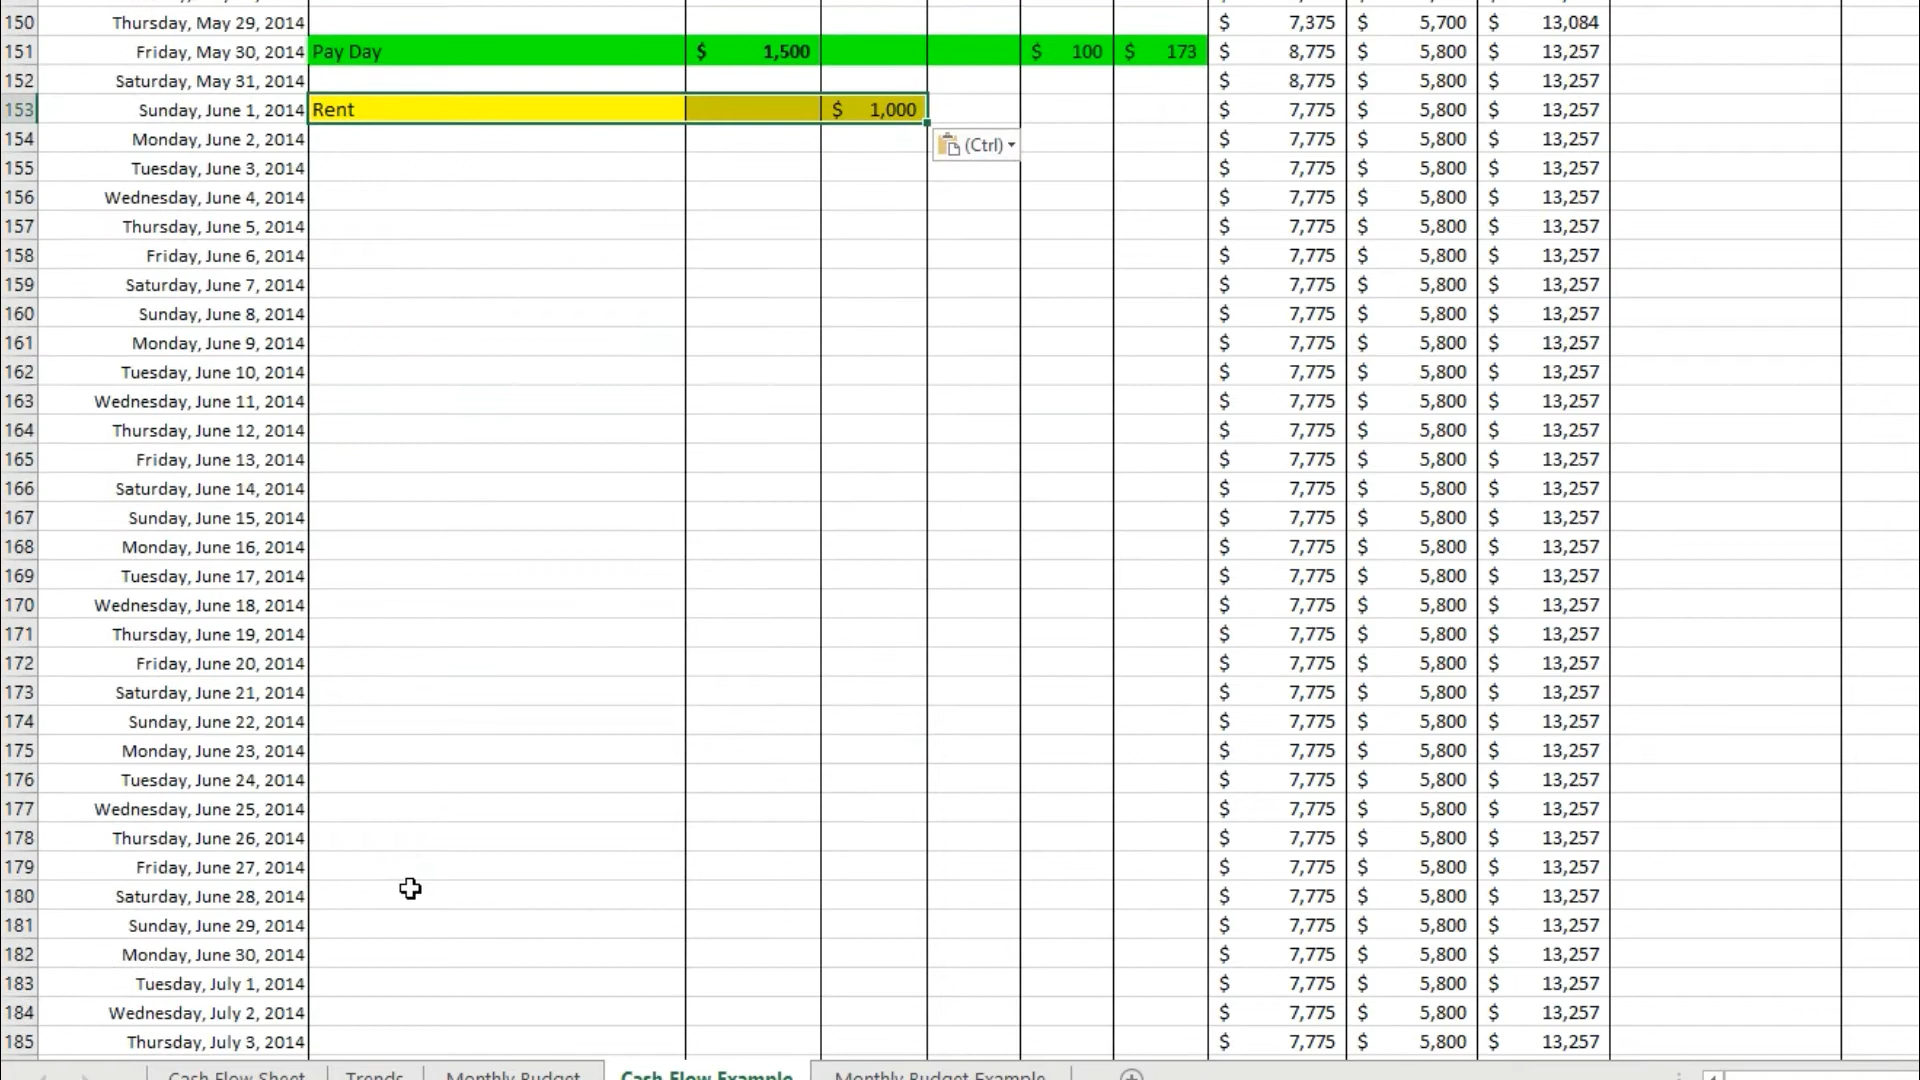 150 Thursday, May 29, 2014 $ 7,375 $ 5,700 $ 13,084
151 Friday, May 30, 2014 Pay Day $ 1,500 $ 100 $ 173 $ 8,775 $ 5,800 $ 13,257
152 Saturday, May 31, 2014 $ 8,775 $ 5,800 $ 13,257
153 Sunday, June 1, 2014 Rent $ 1,000 $ 7,775 $ 5,800 $ 13,257
154 Monday, June 2, 2014 (Ctrl) $ 7,775 $ 5,800 $ 13,257
155 Tuesday, June 3, 2014 $ 7,775 $ 5,800 $ 13,257
156 Wednesday, June 4, 2014 $ 7,775 $ 5,800 $ 13,257
157 Thursday, June 5, 2014 $ 7,775 $ 5,800 $ 13,257
158 Friday, June 6, 2014 $ 7,775 $ 5,800 $ 13,257
159 Saturday, June 7, 2014 $ 7,775 $ 5,800 $ 13,257
160 Sunday, June 8, 2014 $ 7,775 $ 5,800 $ 13,257
161 Monday, June 9, 2014 $ 7,775 $ 5,800 $ 13,257
162 Tuesday, June 10, 2014 $ 7,775 $ 5,800 $ 13,257
163 Wednesday, June 11, 2014 $ 7,775 $ 5,800 $ 13,257
164 Thursday, June 12, 2014 $ 7,775 $ 5,800 $ 13,257
165 Friday, June 13, 2014 $ 7,775 $ 5,800 $ 13,257
166 Saturday, June 14, 2014 $ 7,775 $ 5,800 $ 13,257
167 Sunday, June 15, 2014 $ 7,775 $ 5,800 $ 13,257
168 Monday, June 16, 2014 $ 7,775 $ 5,800 $ 13,257
169 Tuesday, June 17, 2014 $ 7,775 $ 5,800 $ 13,257
170 Wednesday, June 18, 2014 $ 7,775 $ 5,800 $ 13,257
171 Thursday, June 19, 2014 $ 7,775 $ 5,800 $ 13,257
172 Friday, June 20, 2014 $ 7,775 $ 5,800 $ 13,257
173 Saturday, June 21, 2014 $ 7,775 $ 5,800 $ 13,257
174 Sunday, June 22, 2014 $ 7,775 $ 5,800 $ 13,257
175 Monday, June 23, 2014 $ 7,775 $ 5,800 $ 13,257
176 Tuesday, June 24, 2014 $ 7,775 $ 5,800 $ 13,257
177 Wednesday, June 25, 2014 $ 7,775 $ 5,800 $ 13,257
178 Thursday, June 26, 2014 $ 7,775 $ 5,800 $ 13,257
179 Friday, June 27, 2014 $ 7,775 $ 5,800 $ 13,257
180 Saturday, June 28, 2014 $ 7,775 $ 5,800 $ 13,257
181 Sunday, June 29, 2014 $ 7,775 $ 5,800 $ 13,257
182 Monday, June 30, 2014 $ 7,775 $ 5,800 $ 13,257
183 Tuesday, July 1, 2014 $ 7,775 $ 5,800 $ 13,257
184 Wednesday, July 2, 2014 $ 7,775 $ 5,800 $ 13,257
185 Thursday, July 3, 2014 $ 7,775 $ 5,800 $ 13,257
Cash Flow Sheet Trends Monthly Budget Cash Flow Example Monthly Budget Example